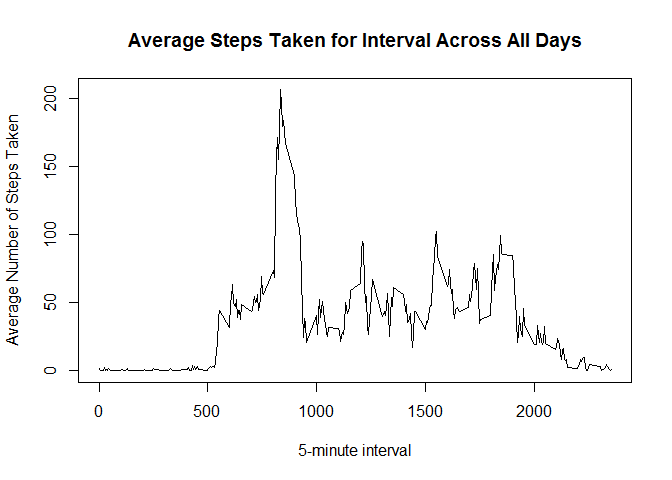 Average Steps Taken for Interval Across All Days
Average Number of Steps Taken
200
150
100
50
0
0 500 1000 1500 2000
5-minute interval